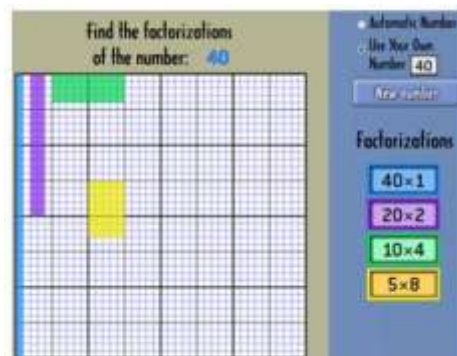 Find the factorizations
of the number: 40
Automatic Number
Use Your Own
Number 40
New number
Factorizations
40×1
20×2
10×4
5×8